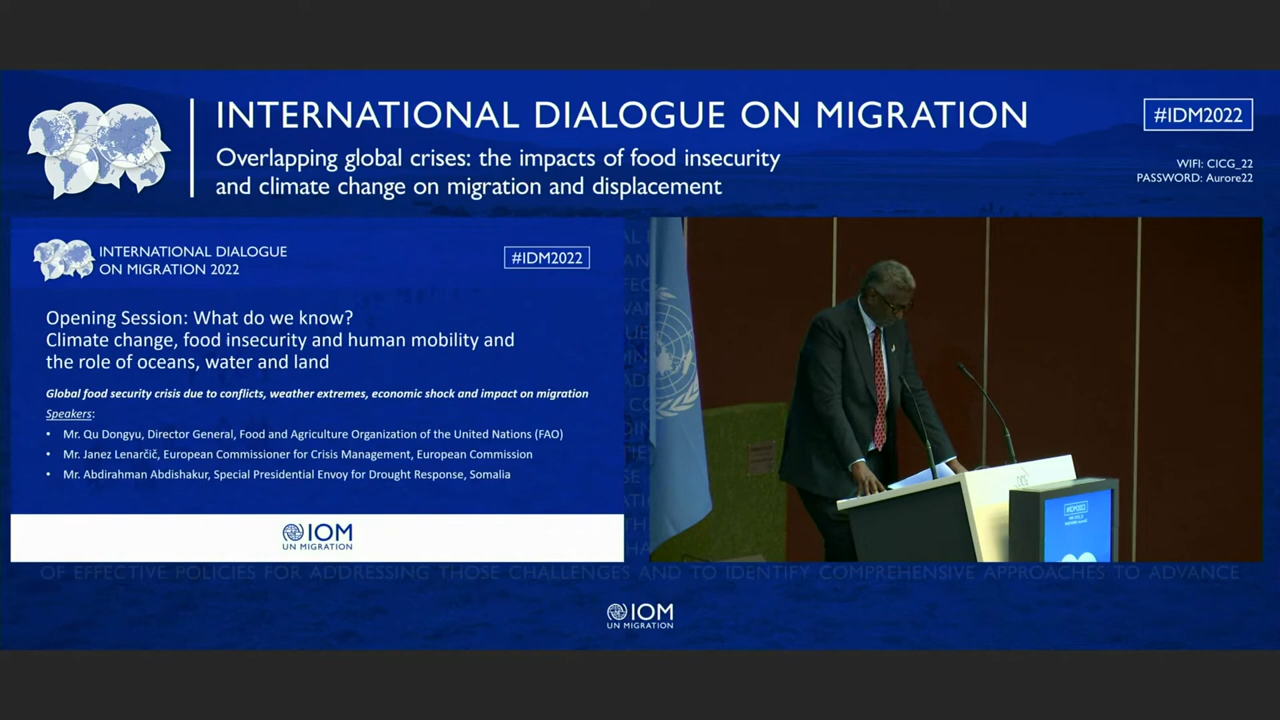 INTERNATIONAL DIALOGUE ON MIGRATION
Overlapping global crises: the impacts of food insecurity
and climate change on migration and displacement
#IDM2022
WIFI: CICG_22
PASSWORD: Aurore22
INTERNATIONAL DIALOGUE
ON MIGRATION 2022
#IDM2022
Opening Session: What do we know?
Climate change, food insecurity and human mobility and
the role of oceans, water and land
Global food security crisis due to conflicts, weather extremes, economic shock and impact on migration
Speakers:
• Mr. Qu Dongyu, Director General, Food and Agriculture Organization of the United Nations (FAO)
• Mr. Janez Lenarčič, European Commissioner for Crisis Management, European Commission
• Mr. Abdirahman Abdishakur, Special Presidential Envoy for Drought Response, Somalia
IOM
UN MIGRATION
#IDM2022
OF EFFECTIVE POLICIES FOR ADDRESSING THOSE CHALLENGES AND TO IDENTIFY COMPREHENSIVE APPROACHES TO ADVANCE
IOM
UN MIGRATION